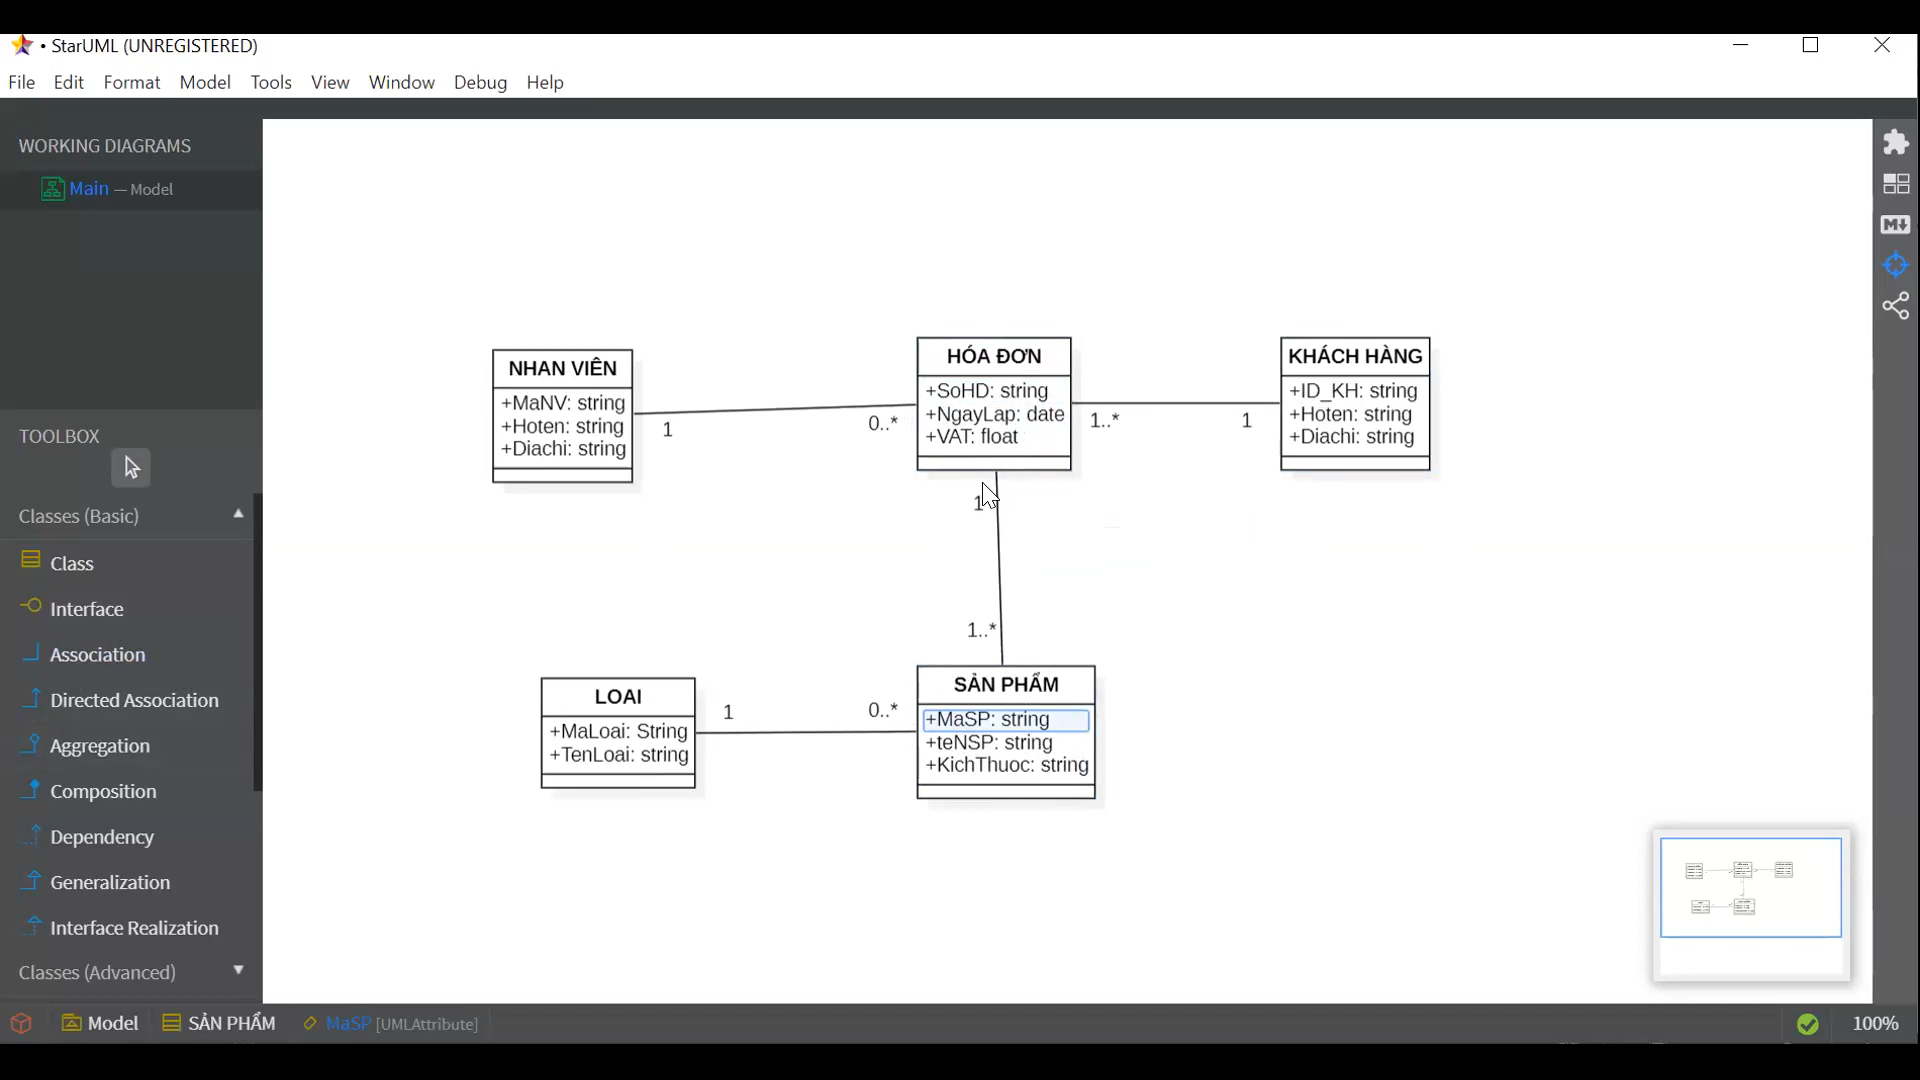 • StarUML (UNREGISTERED)
File Edit Format Model Tools View Window Debug Help
WORKING DIAGRAMS
Main — Model
TOOLBOX
Classes (Basic)
Class
Interface
Association
Directed Association
Aggregation
Composition
Dependency
Generalization
Interface Realization
Classes (Advanced)
NHAN VIÊN
+MaNV: string
+Hoten: string
+Diachi: string
1
0..*
HÓA ĐƠN
+SoHD: string
+NgayLap: date
+VAT: float
1..*
1
KHÁCH HÀNG
+ID_KH: string
+Hoten: string
+Diachi: string
1
1..*
LOAI
+MaLoai: String
+TenLoai: string
1
0..*
SẢN PHẨM
+MaSP: string
+teNSP: string
+KichThuoc: string
Model SẢN PHẨM MaSP [UMLAttribute]
100%